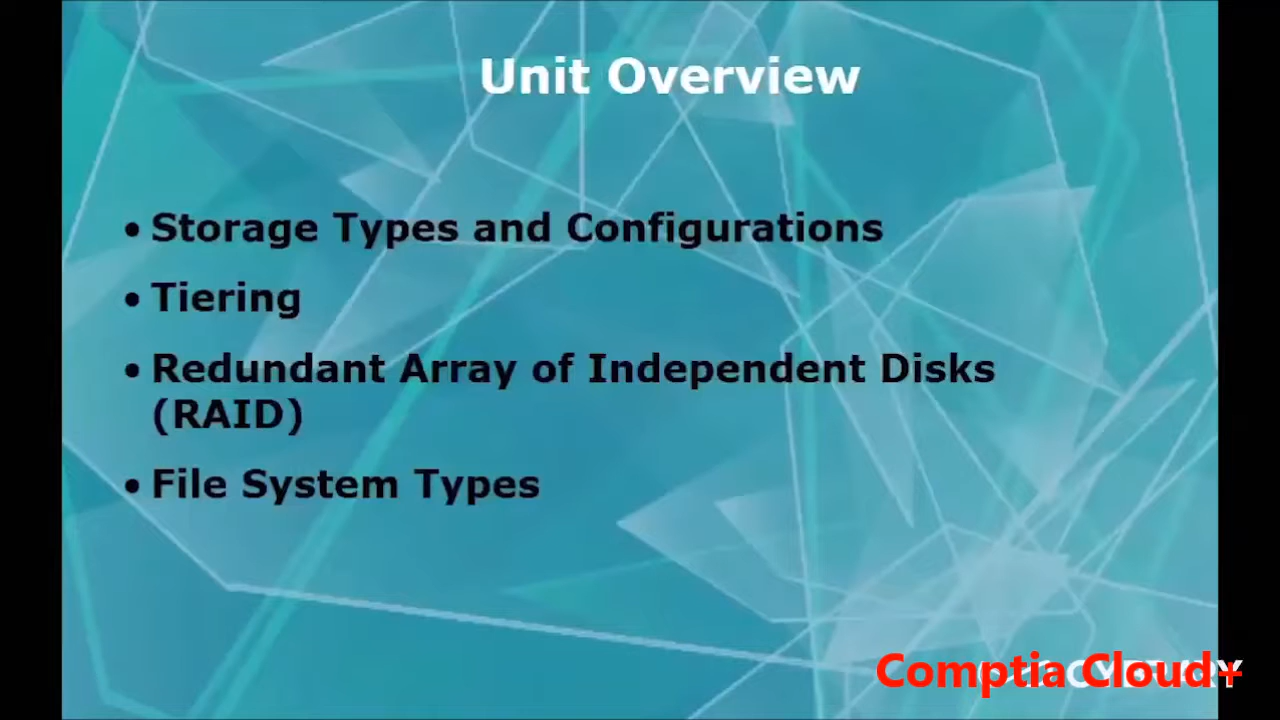 Unit Overview
• Storage Types and Configurations
• Tiering
• Redundant Array of Independent Disks
(RAID)
• File System Types
Comptia Cloud+